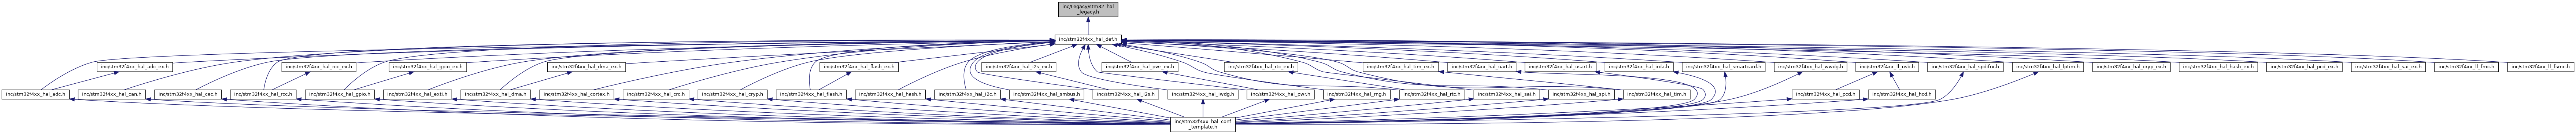 inc/Legacy/stm32_hal
_legacy.h
inc/stm32f4xx_hal_def.h
inc/stm32f4xx_hal_adc_ex.h
inc/stm32f4xx_hal_rcc_ex.h
inc/stm32f4xx_hal_gpio_ex.h
inc/stm32f4xx_hal_dma_ex.h
inc/stm32f4xx_hal_flash_ex.h
inc/stm32f4xx_hal_i2s_ex.h
inc/stm32f4xx_hal_pwr_ex.h
inc/stm32f4xx_hal_rtc_ex.h
inc/stm32f4xx_hal_tim_ex.h
inc/stm32f4xx_hal_uart.h
inc/stm32f4xx_hal_usart.h
inc/stm32f4xx_hal_irda.h
inc/stm32f4xx_hal_smartcard.h
inc/stm32f4xx_hal_wwdg.h
inc/stm32f4xx_ll_usb.h
inc/stm32f4xx_hal_spdifrx.h
inc/stm32f4xx_hal_lptim.h
inc/stm32f4xx_hal_cryp_ex.h
inc/stm32f4xx_hal_hash_ex.h
inc/stm32f4xx_hal_pcd_ex.h
inc/stm32f4xx_hal_sai_ex.h
inc/stm32f4xx_ll_fmc.h
inc/stm32f4xx_ll_fsmc.h
inc/stm32f4xx_hal_adc.h
inc/stm32f4xx_hal_can.h
inc/stm32f4xx_hal_cec.h
inc/stm32f4xx_hal_rcc.h
inc/stm32f4xx_hal_gpio.h
inc/stm32f4xx_hal_exti.h
inc/stm32f4xx_hal_dma.h
inc/stm32f4xx_hal_cortex.h
inc/stm32f4xx_hal_crc.h
inc/stm32f4xx_hal_cryp.h
inc/stm32f4xx_hal_flash.h
inc/stm32f4xx_hal_hash.h
inc/stm32f4xx_hal_i2c.h
inc/stm32f4xx_hal_smbus.h
inc/stm32f4xx_hal_i2s.h
inc/stm32f4xx_hal_iwdg.h
inc/stm32f4xx_hal_pwr.h
inc/stm32f4xx_hal_rng.h
inc/stm32f4xx_hal_rtc.h
inc/stm32f4xx_hal_sai.h
inc/stm32f4xx_hal_spi.h
inc/stm32f4xx_hal_tim.h
inc/stm32f4xx_hal_pcd.h
inc/stm32f4xx_hal_hcd.h
inc/stm32f4xx_hal_conf
_template.h